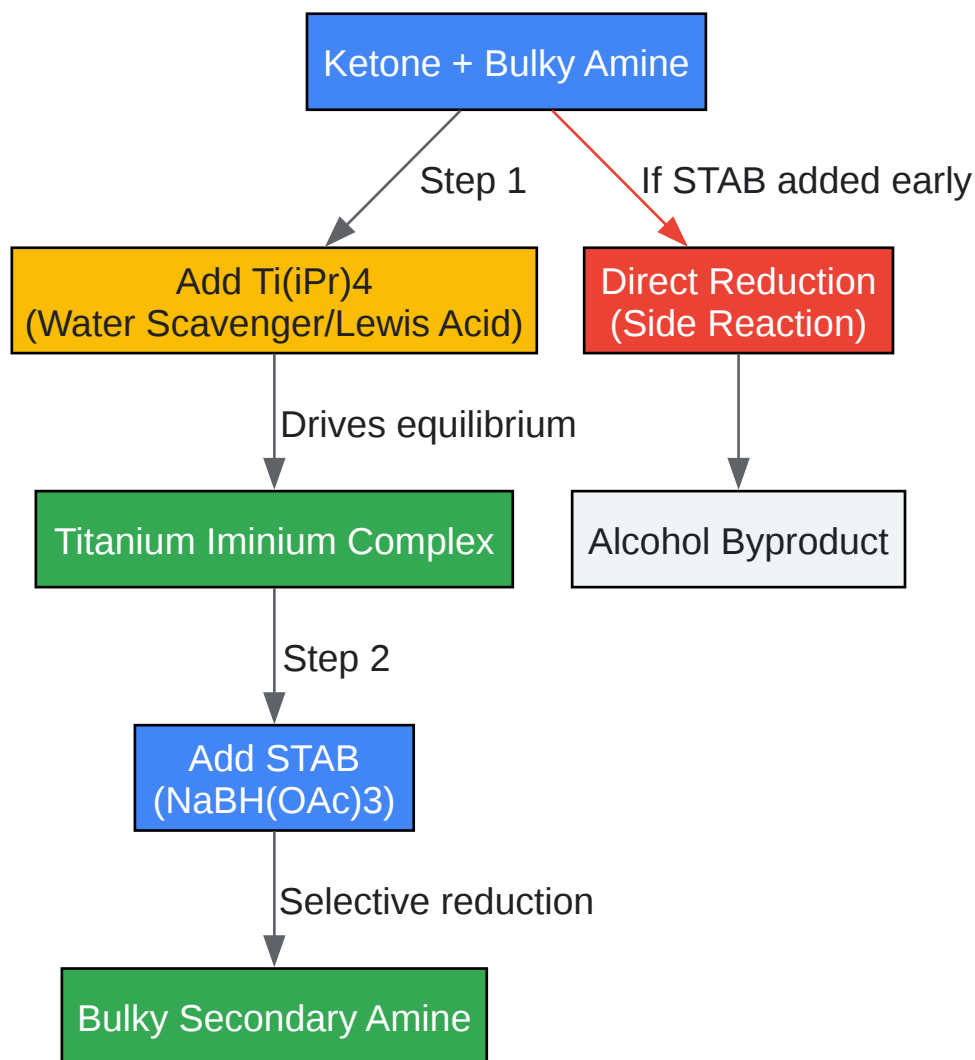 Ketone + Bulky Amine
Step 1
If STAB added early
Add Ti(iPr)4
(Water Scavenger/Lewis Acid)
Direct Reduction
(Side Reaction)
Drives equilibrium
Titanium Iminium Complex
Alcohol Byproduct
Step 2
Add STAB
(NaBH(OAc)3)
Selective reduction
Bulky Secondary Amine